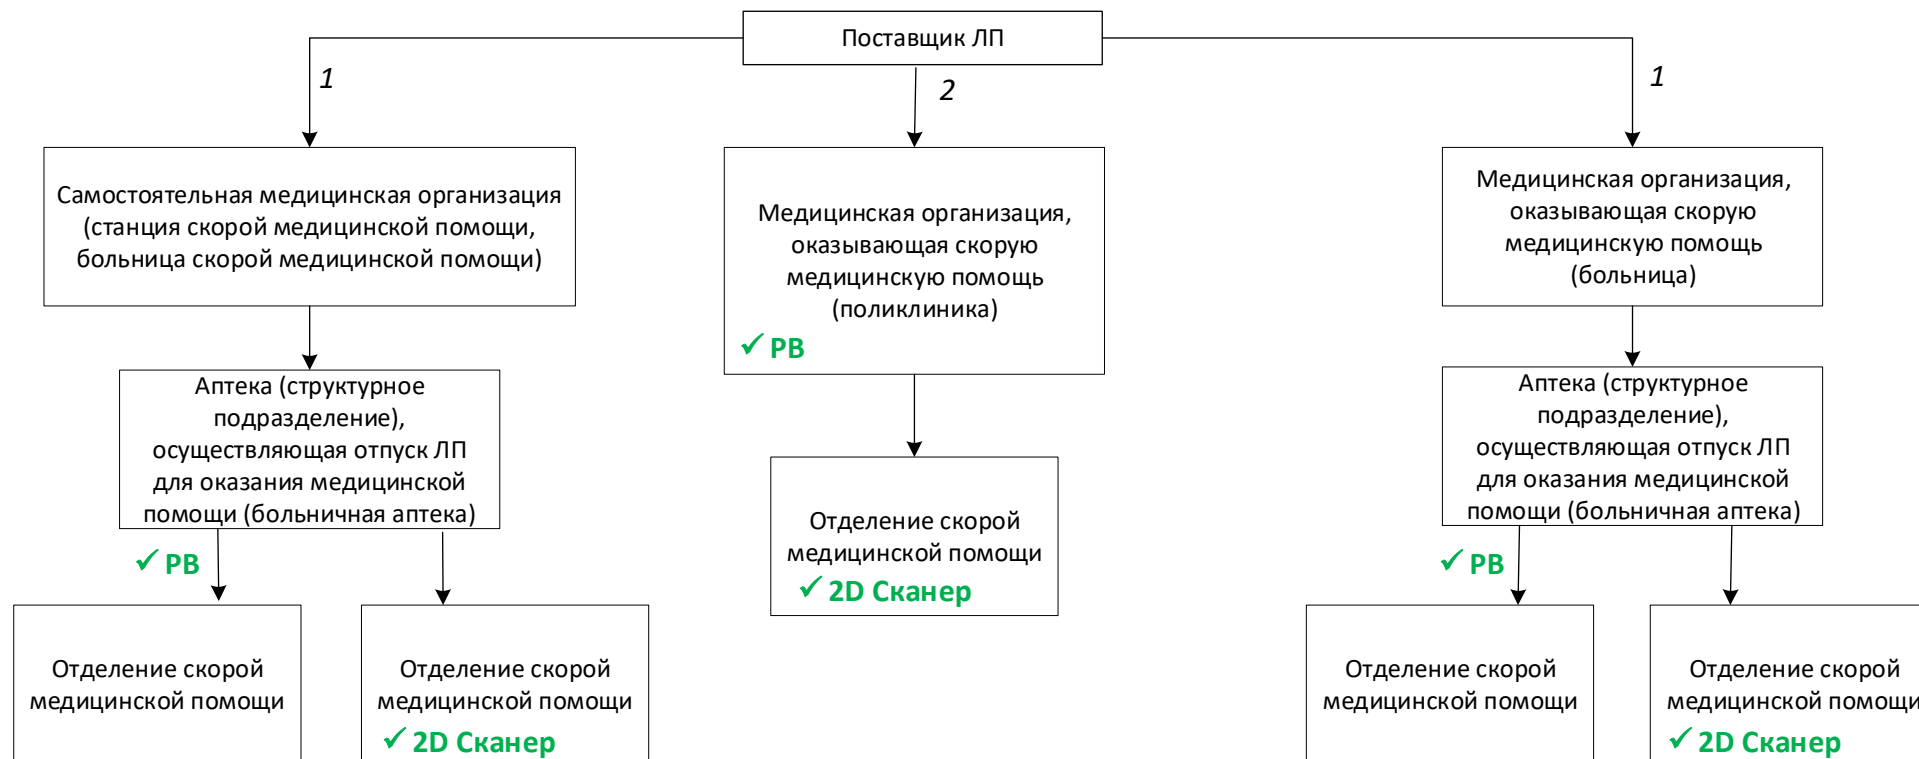 Поставщик ЛП
1
2
1
Самостоятельная медицинская организация
(станция скорой медицинской помощи,
больница скорой медицинской помощи)
Медицинская организация,
оказывающая скорую
медицинскую помощь
(поликлиника)
✓ РВ
Медицинская организация,
оказывающая скорую
медицинскую помощь
(больница)
Аптека (структурное
подразделение),
осуществляющая отпуск ЛП
для оказания медицинской
помощи (больничная аптека)
✓ РВ
Отделение скорой
медицинской помощи
✓ 2D Сканер
Аптека (структурное
подразделение),
осуществляющая отпуск ЛП
для оказания медицинской
помощи (больничная аптека)
✓ РВ
Отделение скорой
медицинской помощи
Отделение скорой
медицинской помощи
✓ 2D Сканер
Отделение скорой
медицинской помощи
Отделение скорой
медицинской помощи
✓ 2D Сканер